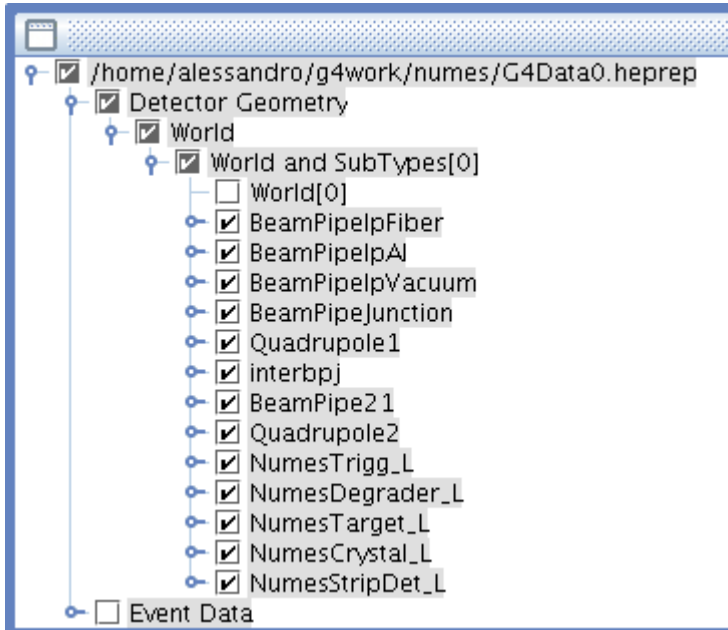 /home/alessandro/g4work/numes/G4Data0.heprep
Detector Geometry
World
World and SubTypes[0]
World[0]
BeamPipeIpFiber
BeamPipeIpAl
BeamPipeIpVacuum
BeamPipeJunction
Quadrupole1
interbpj
BeamPipe21
Quadrupole2
NumesTrigg_L
NumesDegrader_L
NumesTarget_L
NumesCrystal_L
NumesStripDet_L
Event Data